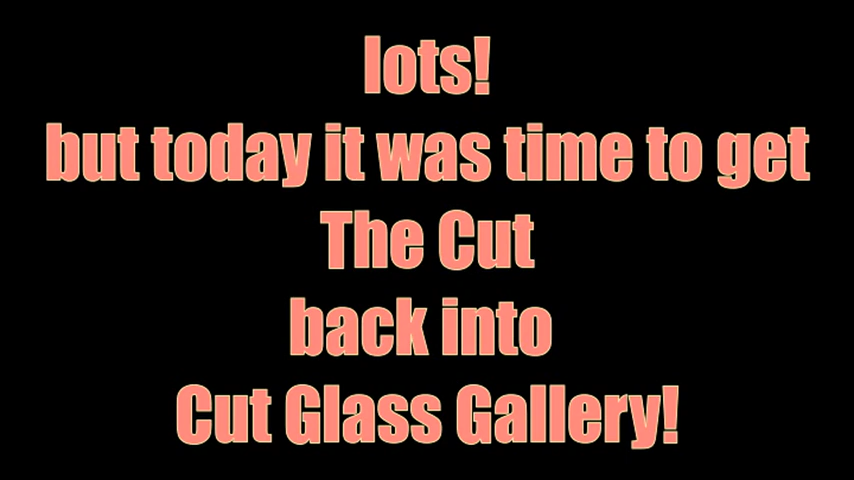 lots!
but today it was time to get
The Cut
back into
Cut Glass Gallery!